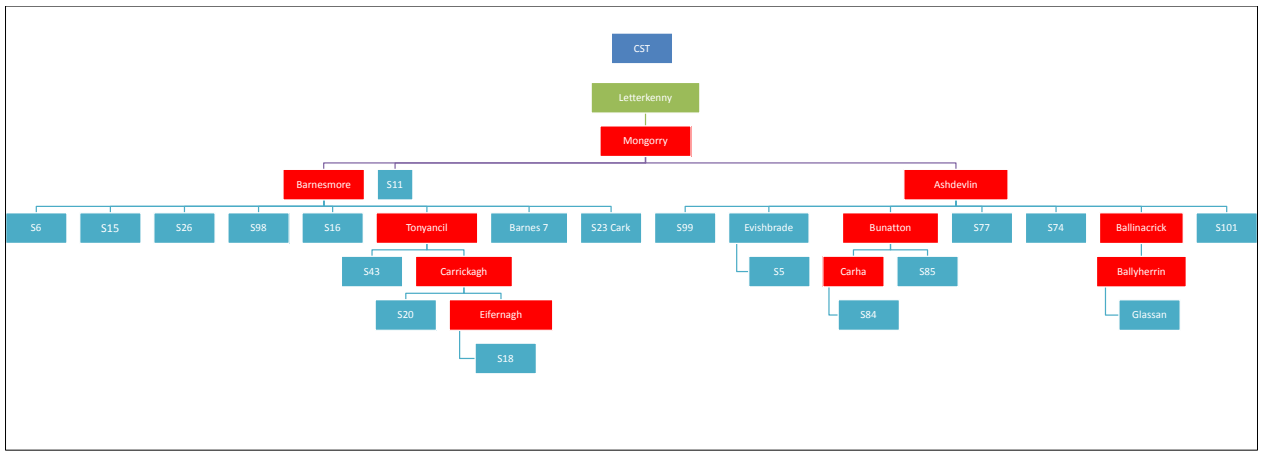 CST
Letterkenny
Mongorry
Barnesmore
S11
Ashdevlin
S6
S15
S26
S98
S16
Tonyancil
Barnes 7
S23 Cark
S99
Evishbrade
Bunatton
S77
S74
Ballinacrick
S101
S43
Carrickagh
S5
Carha
S85
Ballyherrin
S20
Eifernagh
S84
Glassan
S18